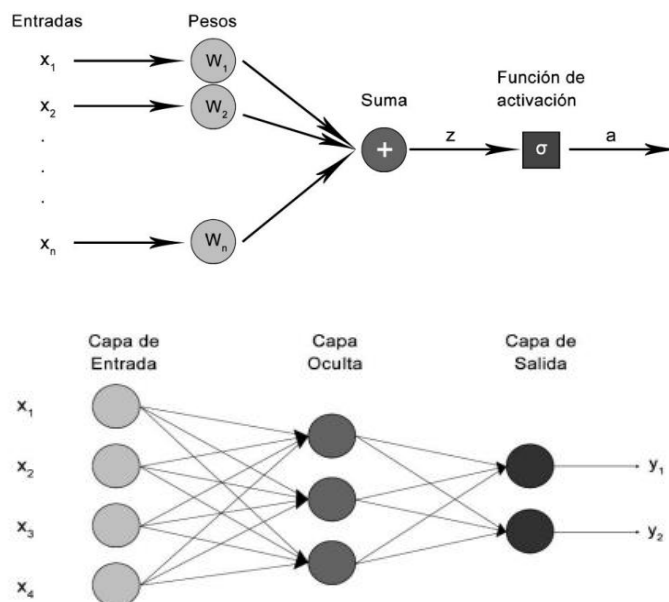 Entradas
Pesos
x1
W1
x2
W2
.
.
.
xn
Wn
Suma
+
z
Función de
activación
σ
a
Capa de
Entrada
Capa
Oculta
Capa de
Salida
x1
x2
x3
x4
y1
y2